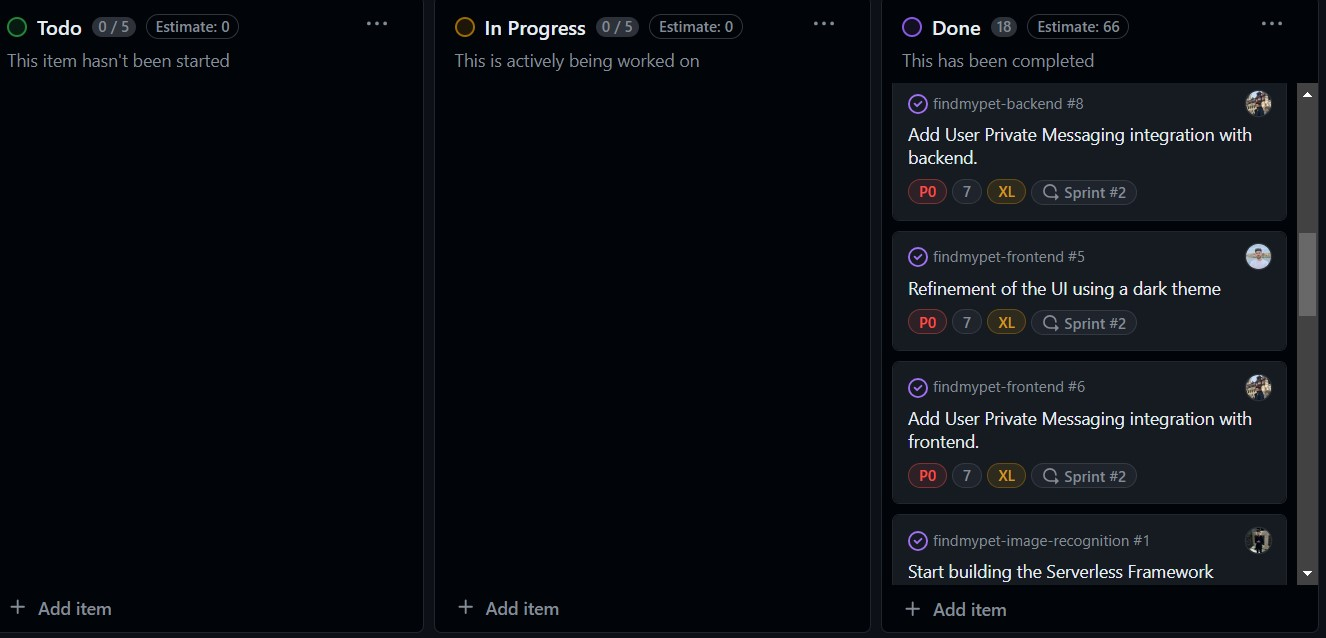 Todo 0 / 5 Estimate: 0
This item hasn't been started
Add item
In Progress 0 / 5 Estimate: 0
This is actively being worked on
Add item
Done 18 Estimate: 66
This has been completed
findmypet-backend #8
Add User Private Messaging integration with
backend.
P0 7 XL Sprint #2
findmypet-frontend #5
Refinement of the UI using a dark theme
P0 7 XL Sprint #2
findmypet-frontend #6
Add User Private Messaging integration with
frontend.
P0 7 XL Sprint #2
findmypet-image-recognition #1
Start building the Serverless Framework
Add item